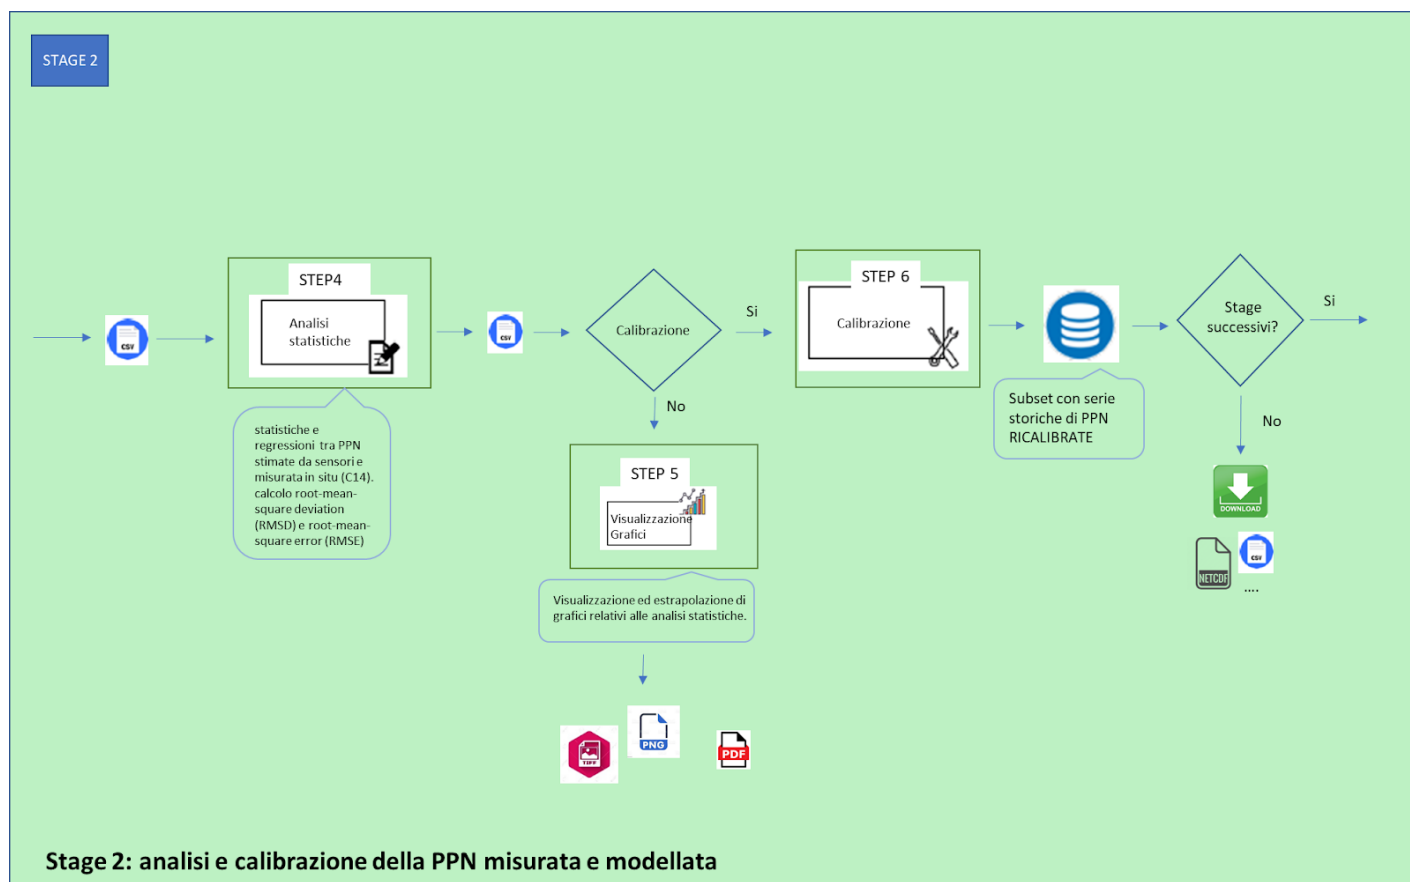 STAGE 2
STEP4
Analisi
statistiche
CSV
CSV
statistiche e
regressioni tra PPN
stimate da sensori e
misurata in situ (C14).
calcolo root-mean-
square deviation
(RMSD) e root-mean-
square error (RMSE)
Calibrazione
Si
No
STEP 5
Visualizzazione
Grafici
Visualizzazione ed estrapolazione di
grafici relativi alle analisi statistiche.
TIFF
PNG
PDF
STEP 6
Calibrazione
Subset con serie
storiche di PPN
RICALIBRATE
Stage
successivi?
Si
No
DOWNLOAD
NETCDF
CSV
....
Stage 2: analisi e calibrazione della PPN misurata e modellata